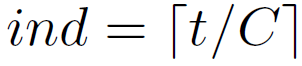 ind = ⌈t/C⌉